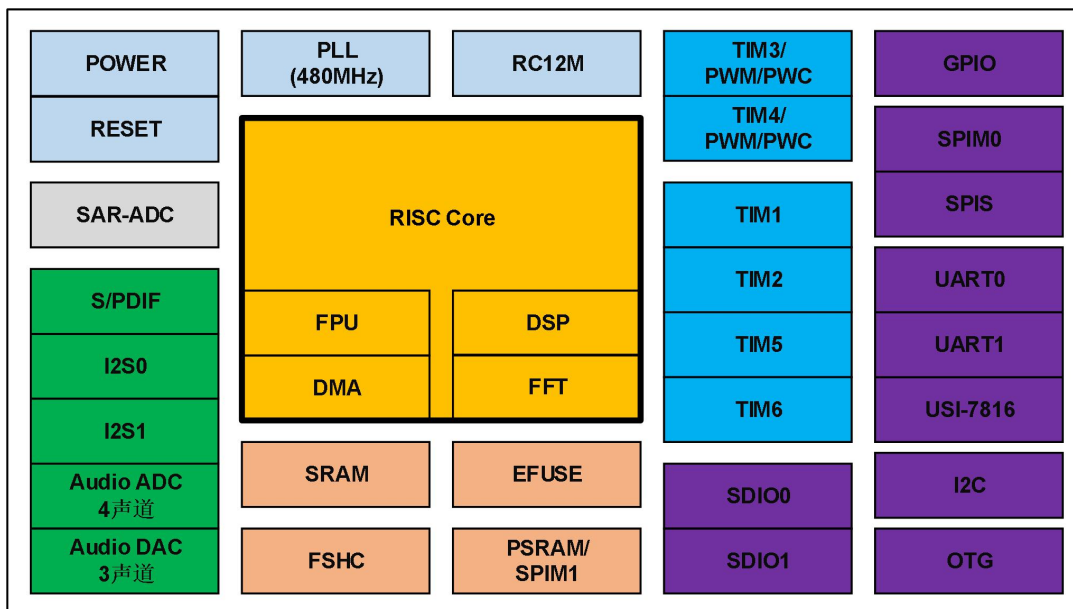 POWER
RESET
SAR-ADC
S/PDIF
I2S0
I2S1
Audio ADC
4声道
Audio DAC
3声道
PLL
(480MHz)
RC12M
RISC Core
FPU
DSP
DMA
FFT
SRAM
EFUSE
FSHC
PSRAM/
SPIM1
TIM3/
PWM/PWC
TIM4/
PWM/PWC
TIM1
TIM2
TIM5
TIM6
SDIO0
SDIO1
GPIO
SPIM0
SPIS
UART0
UART1
USI-7816
I2C
OTG